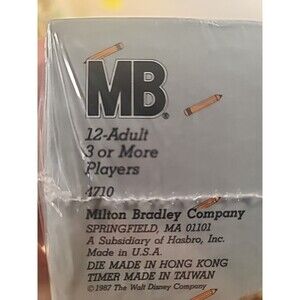 MB®
12-Adult
3 or More
Players
4710
Milton Bradley Company
SPRINGFIELD, MA 01101
A Subsidiary of Hasbro, Inc.
Made in U.S.A.
DIE MADE IN HONG KONG
TIMER MADE IN TAIWAN
©1987 The Walt Disney Company